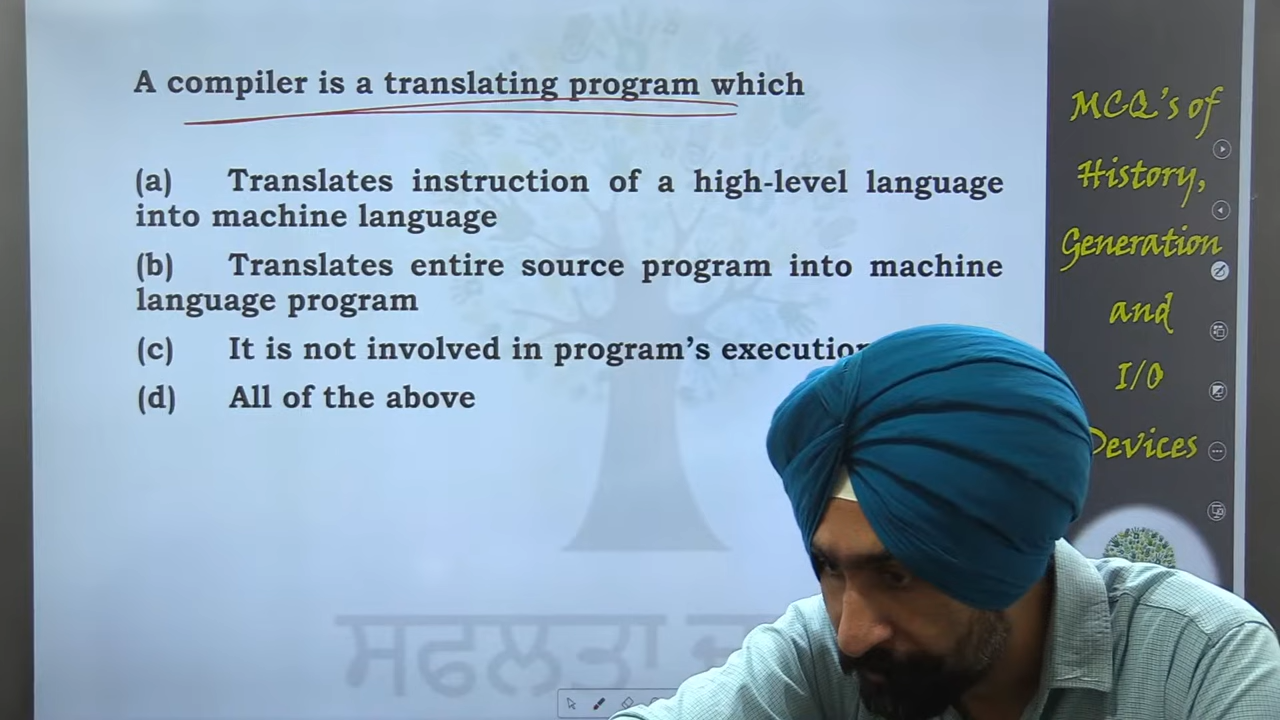 A compiler is a translating program which
(a) Translates instruction of a high-level language
into machine language
(b) Translates entire source program into machine
language program
(c) It is not involved in program's execution
(d) All of the above
MCQ's of
History,
Generation
and
I/O
Devices
ਸਫਲਤਾ